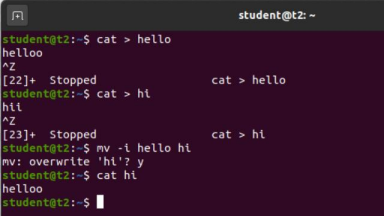 student@t2: ~
student@t2:~$ cat > hello
helloo
^Z
[22]+  Stopped                 cat > hello
student@t2:~$ cat > hi
hii
^Z
[23]+  Stopped                 cat > hi
student@t2:~$ mv -i hello hi
mv: overwrite 'hi'? y
student@t2:~$ cat hi
helloo
student@t2:~$